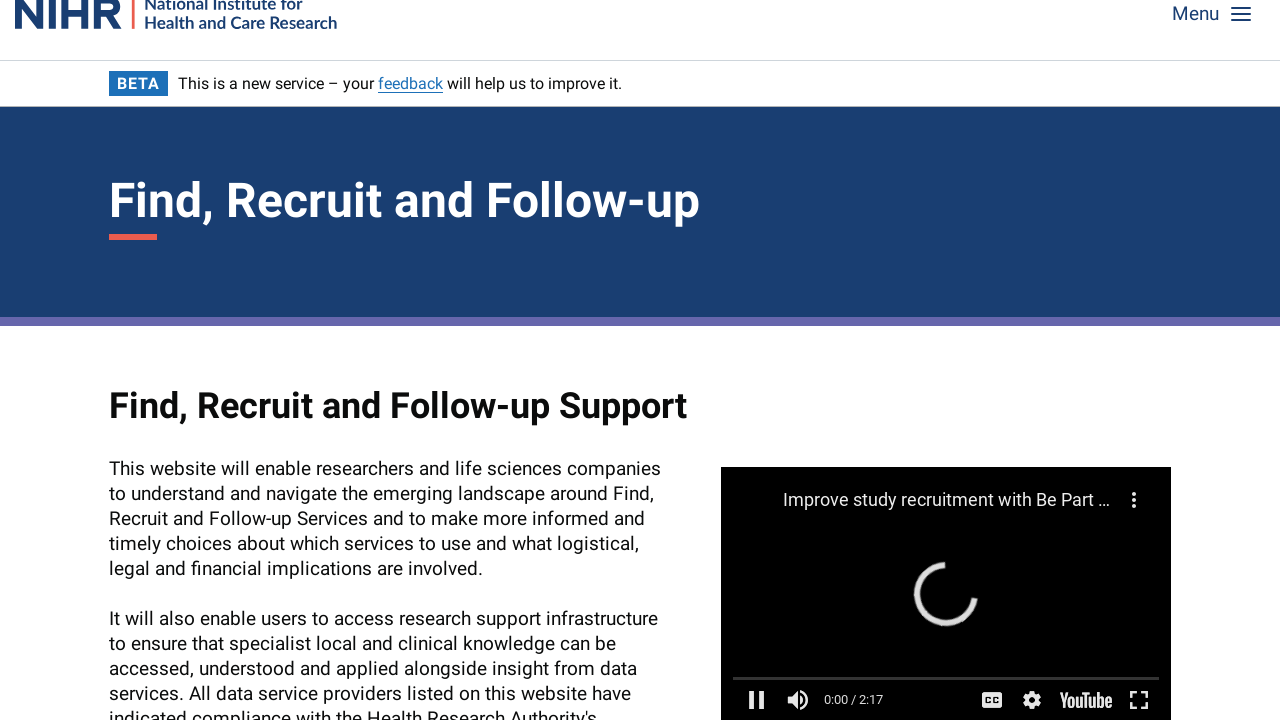 NIHR
National Institute for
Health and Care Research
Menu
BETA
This is a new service – your feedback will help us to improve it.
Find, Recruit and Follow-up
Find, Recruit and Follow-up Support
This website will enable researchers and life sciences companies
to understand and navigate the emerging landscape around Find,
Recruit and Follow-up Services and to make more informed and
timely choices about which services to use and what logistical,
legal and financial implications are involved.
It will also enable users to access research support infrastructure
to ensure that specialist local and clinical knowledge can be
accessed, understood and applied alongside insight from data
services. All data service providers listed on this website have
indicated compliance with the Health Research Authority's
Improve study recruitment with Be Part ...
0:00 / 2:17
CC
YouTube